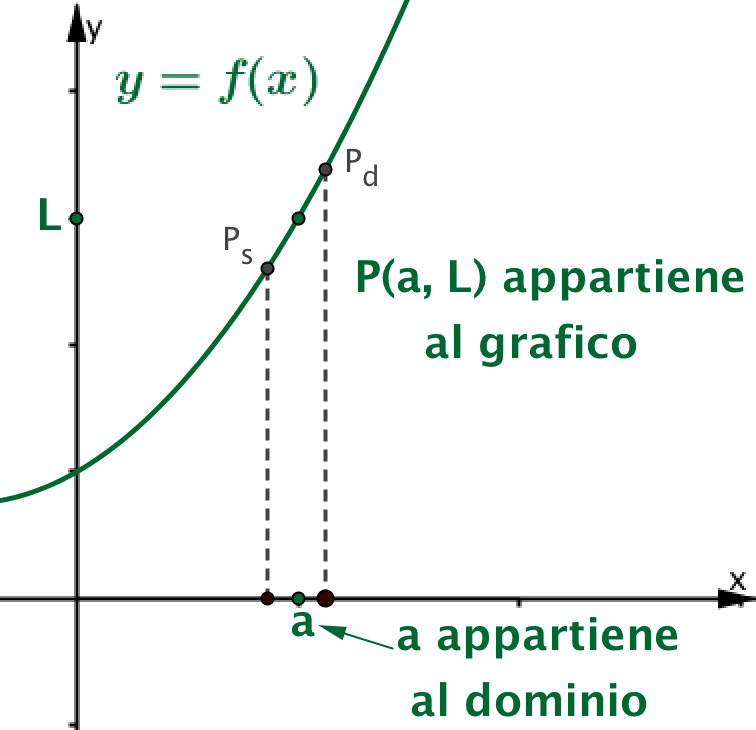 y
y = f(x)
P_d
L
P_s
P(a, L) appartiene
al grafico
x
a
a appartiene
al dominio